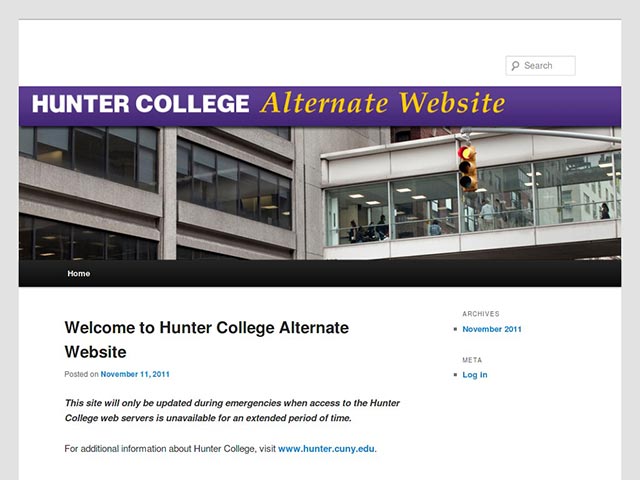 Search
HUNTER COLLEGE Alternate Website
Home
Welcome to Hunter College Alternate
Website
Posted on November 11, 2011
This site will only be updated during emergencies when access to the Hunter
College web servers is unavailable for an extended period of time.
For additional information about Hunter College, visit www.hunter.cuny.edu.
ARCHIVES
November 2011
META
Log in